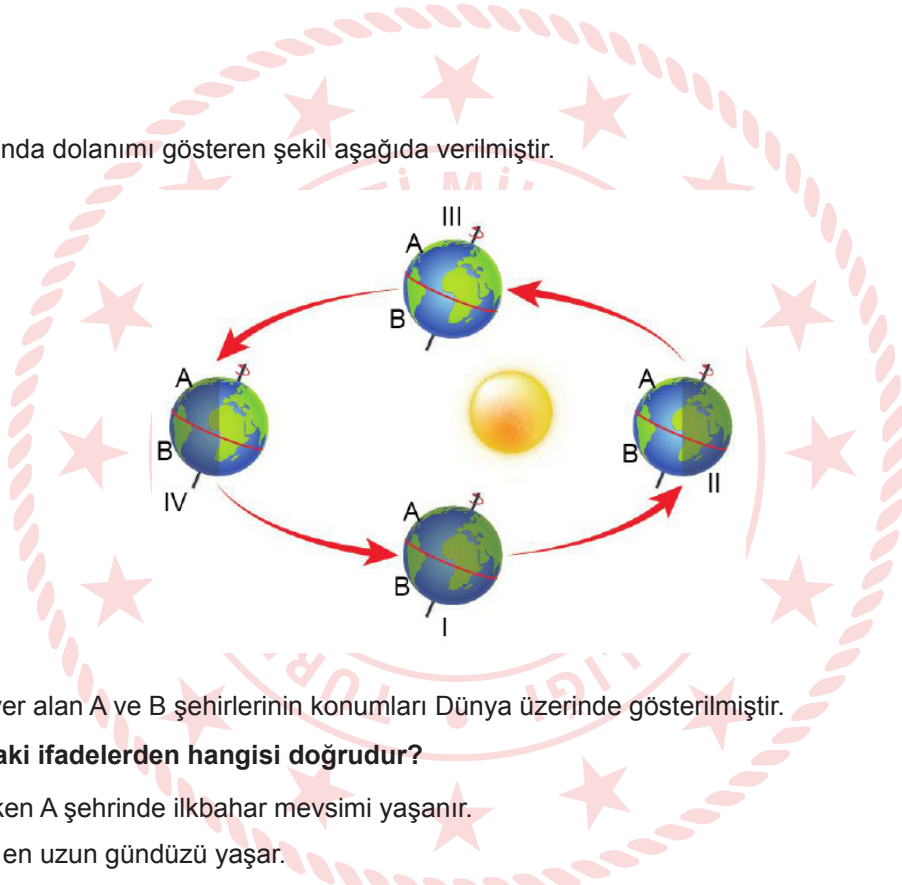 nda dolanımı gösteren şekil aşağıda verilmiştir.
III
A
B
A
B
IV
A
B
II
A
B
I
yer alan A ve B şehirlerinin konumları Dünya üzerinde gösterilmiştir.
aki ifadelerden hangisi doğrudur?
ken A şehrinde ilkbahar mevsimi yaşanır.
en uzun gündüzü yaşar.